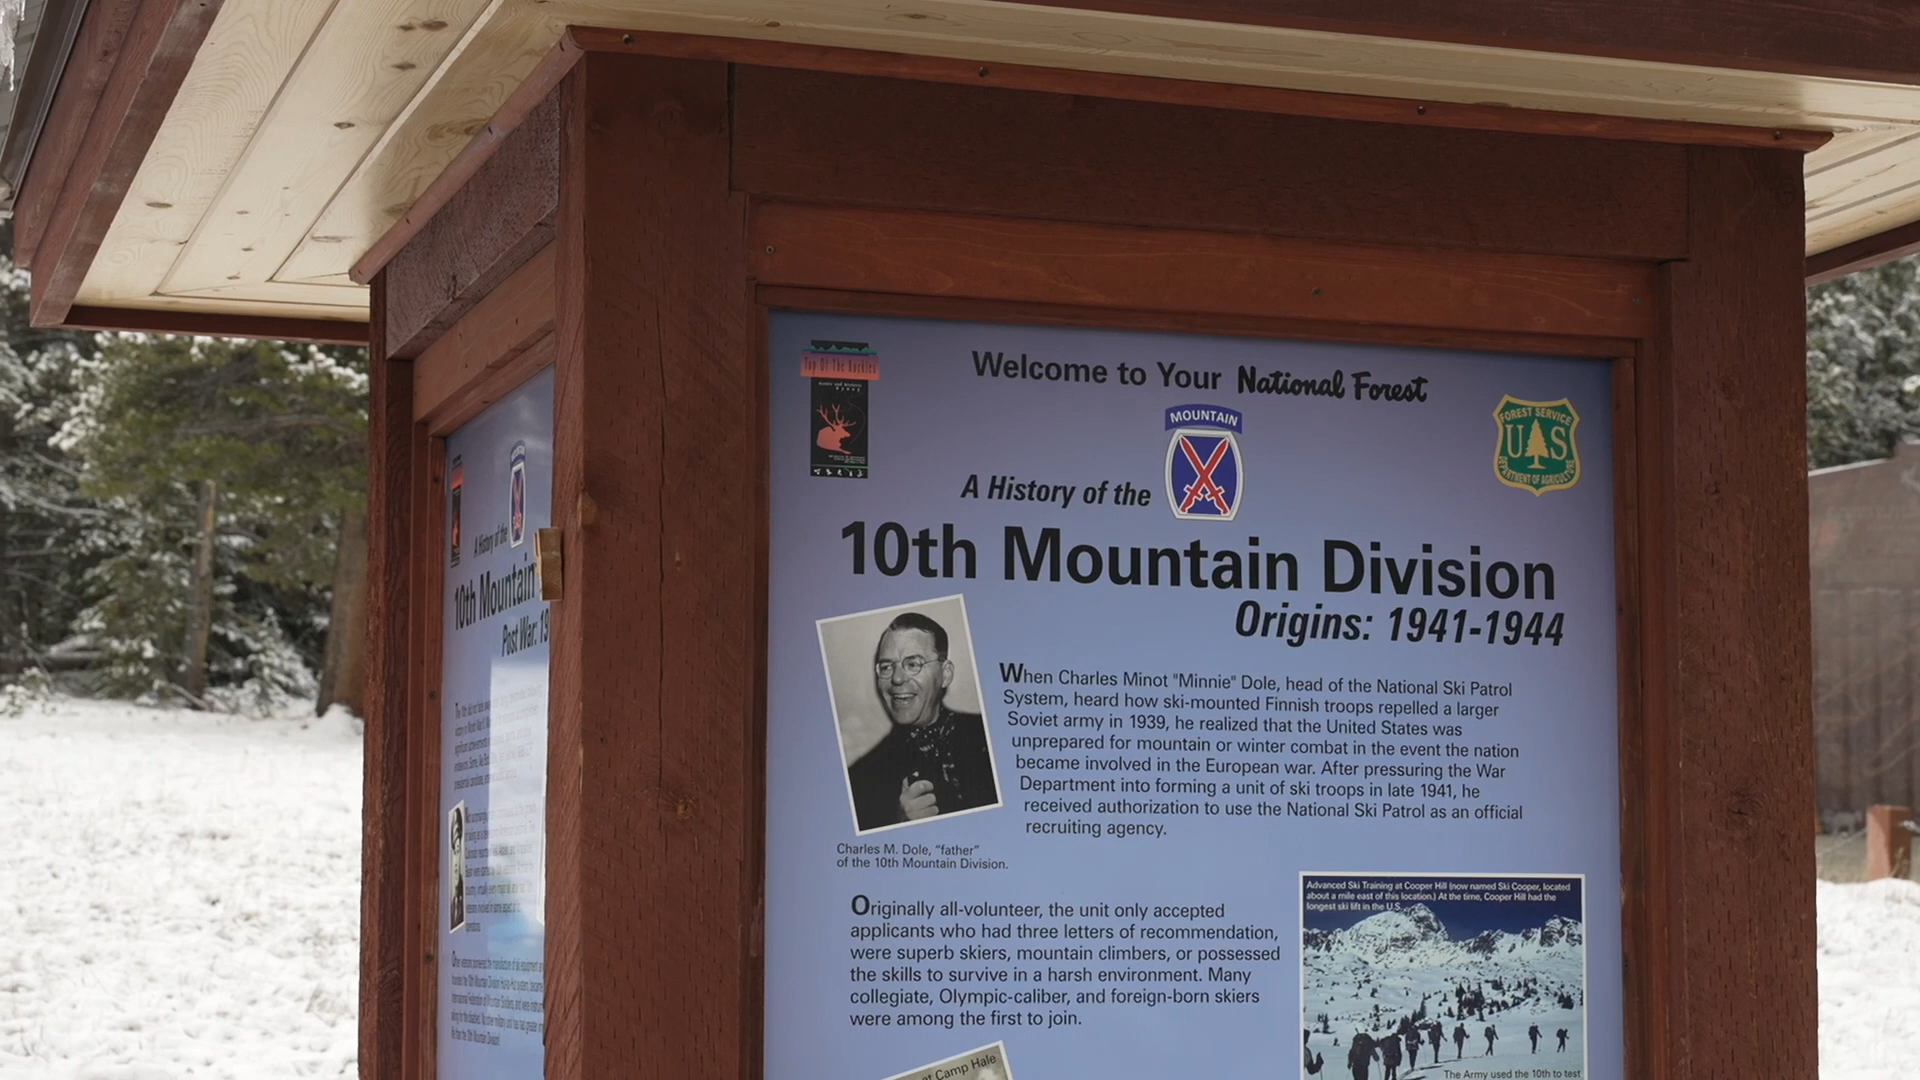 Top Of The Rockies
Welcome to Your National Forest
MOUNTAIN
FOREST SERVICE
UAS
DEPARTMENT OF AGRICULTURE
A History of the
10th Mountain Division
Origins: 1941-1944
When Charles Minot "Minnie" Dole, head of the National Ski Patrol
System, heard how ski-mounted Finnish troops repelled a larger
Soviet army in 1939, he realized that the United States was
unprepared for mountain or winter combat in the event the nation
became involved in the European war. After pressuring the War
Department into forming a unit of ski troops in late 1941, he
received authorization to use the National Ski Patrol as an official
recruiting agency.
Charles M. Dole, "father"
of the 10th Mountain Division.
Originally all-volunteer, the unit only accepted
applicants who had three letters of recommendation,
were superb skiers, mountain climbers, or possessed
the skills to survive in a harsh environment. Many
collegiate, Olympic-caliber, and foreign-born skiers
were among the first to join.
Advanced Ski Training at Cooper Hill (now named Ski Cooper, located
about a mile east of this location.) At the time, Cooper Hill had the
longest ski lift in the U.S.
The Army used the 10th to test
at Camp Hale
MOUNTAIN
A History of the
10th Mountain
Post War: 19